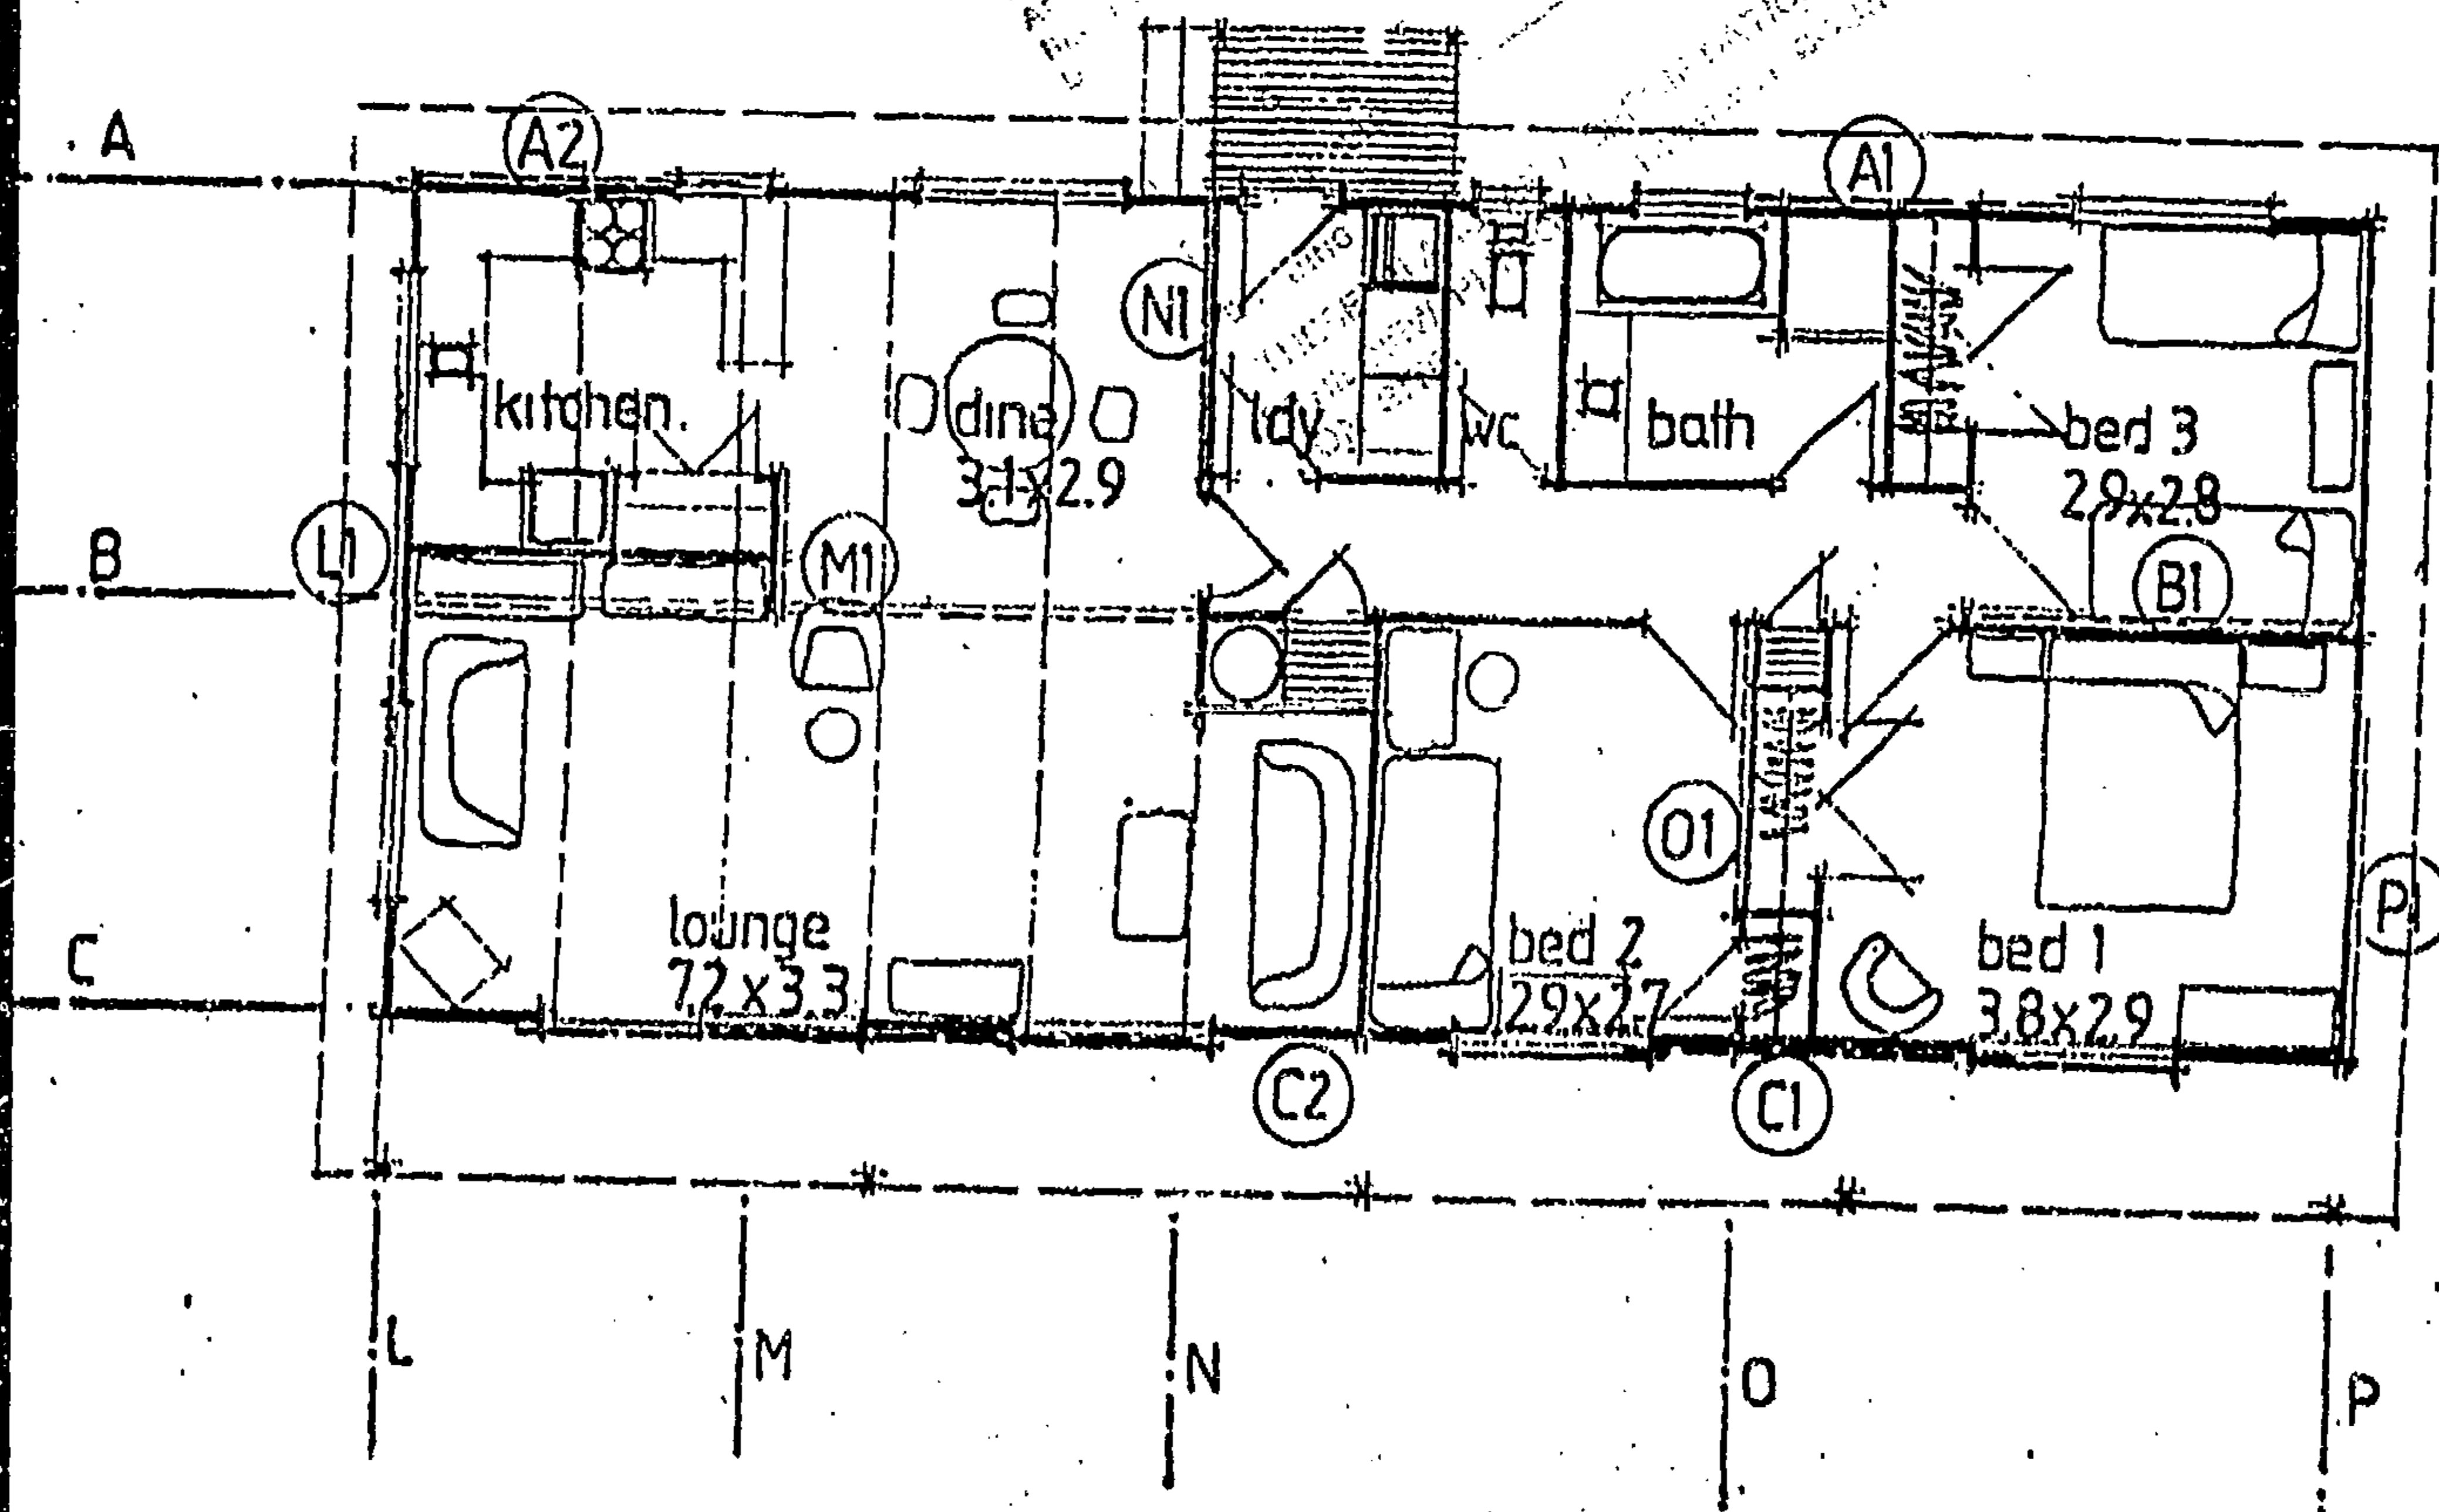 A
A2
A1
N1
kitchen.
dine
3.1x2.9
ldy
wc
bath
bed 3
2.9x2.8
B
L1
M1
B1
O1
P1
lounge
7.2x3.3
bed 2
2.9x2.7
bed 1
3.8x2.9
C
C2
C1
L
M
N
O
P